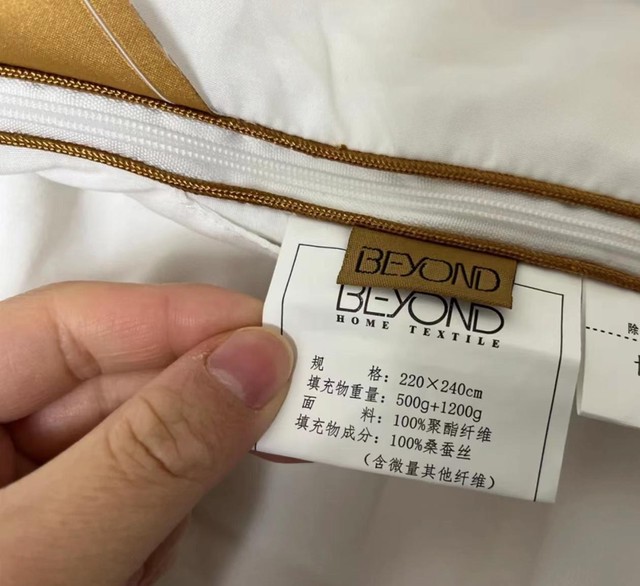 BEYOND
BEYOND
HOME TEXTILE
规 格: 220×240cm
填充物重量: 500g+1200g
面 料: 100%聚酯纤维
填充物成分: 100%桑蚕丝
(含微量其他纤维)
除